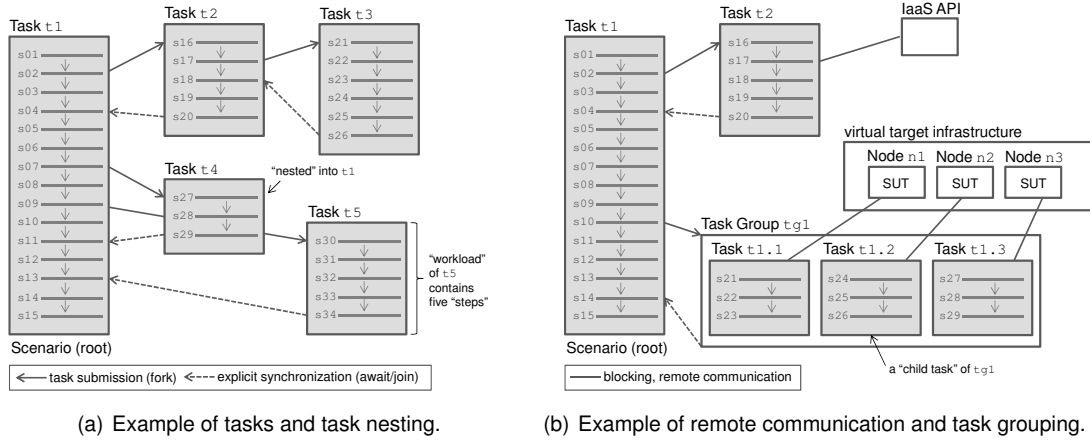 Task t1
s01
s02
s03
s04
s05
s06
s07
s08
s09
s10
s11
s12
s13
s14
s15
Scenario (root)
Task t2
s16
s17
s18
s19
s20
Task t3
s21
s22
s23
s24
s25
s26
Task t4
s27
s28
s29
"nested" into t1
Task t5
s30
s31
s32
s33
s34
"workload"
of t5
contains
five "steps"
task submission (fork)
explicit synchronization (await/join)
(a) Example of tasks and task nesting.
Task t1
s01
s02
s03
s04
s05
s06
s07
s08
s09
s10
s11
s12
s13
s14
s15
Scenario (root)
Task t2
s16
s17
s18
s19
s20
IaaS API
virtual target infrastructure
Node n1
SUT
Node n2
SUT
Node n3
SUT
Task Group tg1
Task t1.1
s21
s22
s23
Task t1.2
s24
s25
s26
Task t1.3
s27
s28
s29
a "child task" of tg1
blocking, remote communication
(b) Example of remote communication and task grouping.